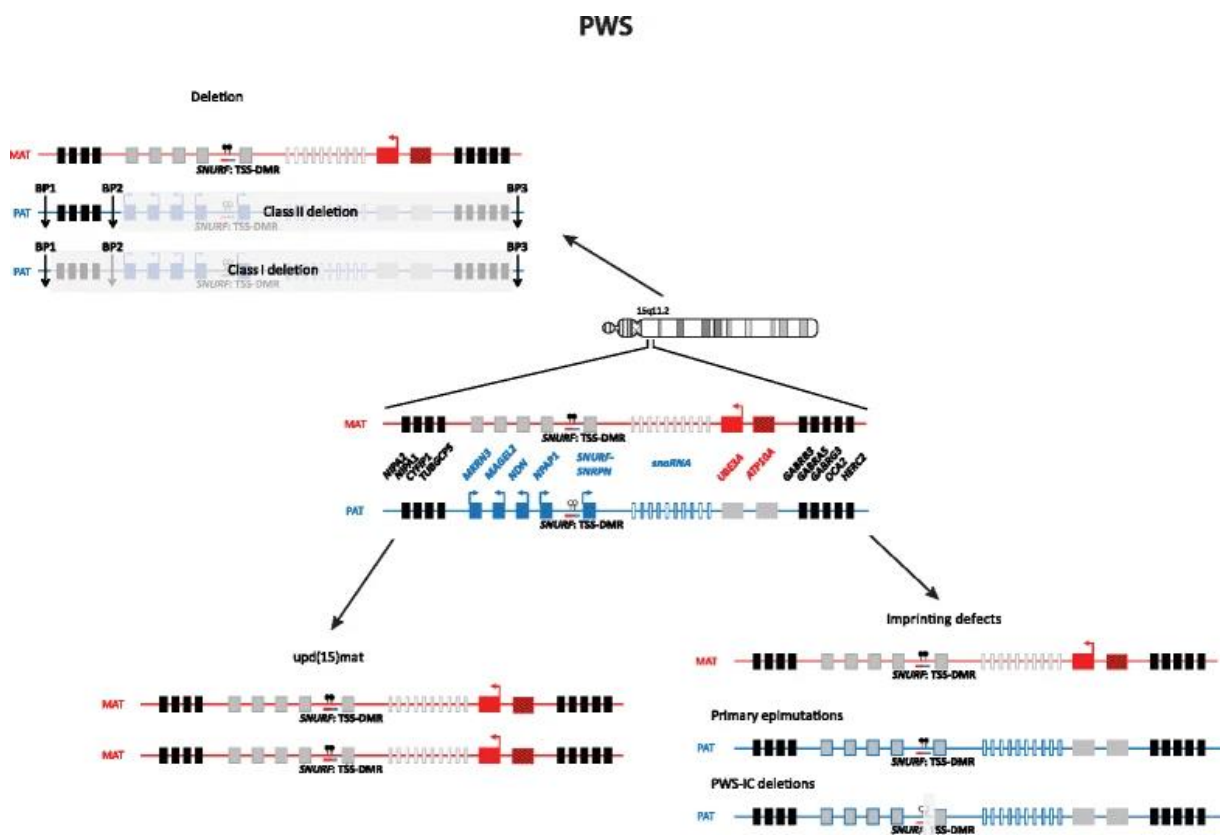 PWS
Deletion
MAT
SNURF: TSS-DMR
BP1 BP2 BP3
PAT Class II deletion
SNURF: TSS-DMR
BP1 BP2 BP3
PAT Class I deletion
SNURF: TSS-DMR
15q11.2
MAT
SNURF: TSS-DMR
NIPA2
NIPA1
CYFIP1
TUBGCP5
MKRN3
MAGEL2
NDN
NPAP1
SNURF-
SNRPN
snoRNA
UBE3A
ATP10A
GABRB3
GABRA5
GABRG3
OCA2
HERC2
PAT
SNURF: TSS-DMR
upd(15)mat
MAT
SNURF: TSS-DMR
MAT
SNURF: TSS-DMR
Imprinting defects
MAT
SNURF: TSS-DMR
Primary epimutations
PAT
SNURF: TSS-DMR
PWS-IC deletions
PAT
SNURF: TSS-DMR